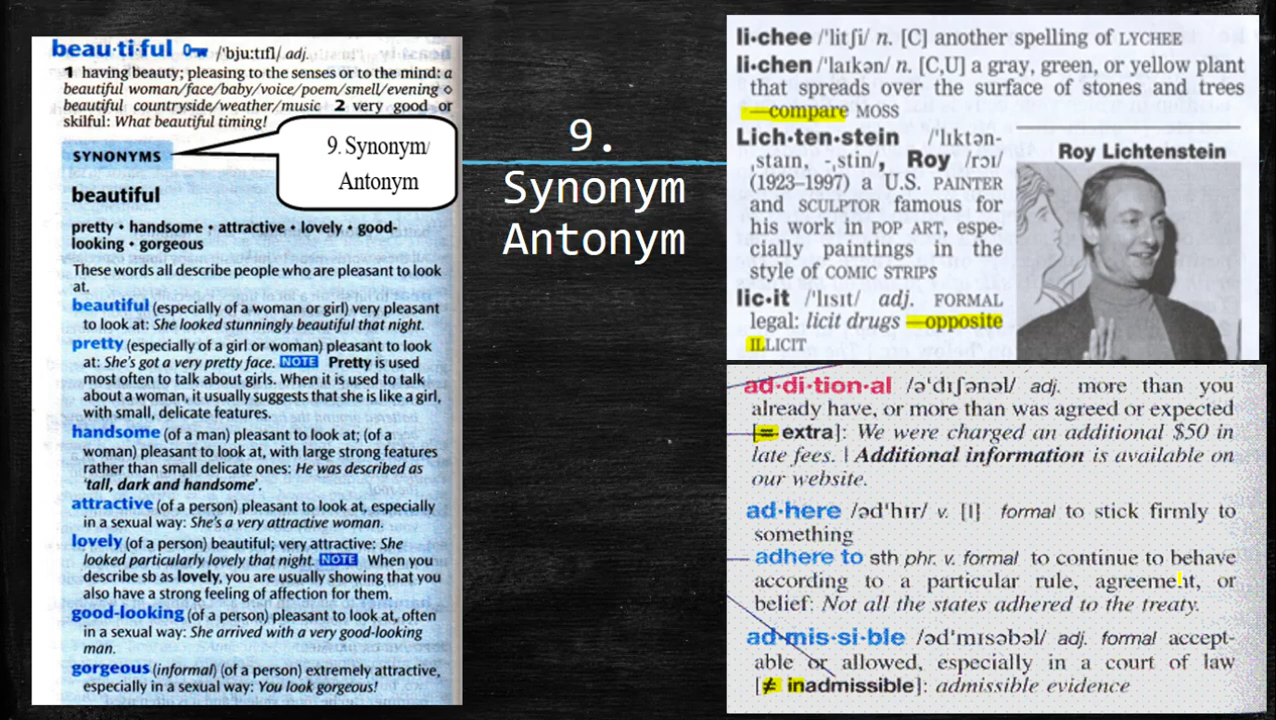 beau·ti·ful /ˈbjuːtɪfl/ adj.
1 having beauty; pleasing to the senses or to the mind: a
beautiful woman/face/baby/voice/poem/smell/evening ⋄
beautiful countryside/weather/music 2 very good or
skilful: What beautiful timing!
SYNONYMS
9. Synonym/
Antonym
beautiful
pretty • handsome • attractive • lovely • good-
looking • gorgeous
These words all describe people who are pleasant to look
at.
beautiful (especially of a woman or girl) very pleasant
to look at: She looked stunningly beautiful that night.
pretty (especially of a girl or woman) pleasant to look
at: She's got a very pretty face. NOTE Pretty is used
most often to talk about girls. When it is used to talk
about a woman, it usually suggests that she is like a girl,
with small, delicate features.
handsome (of a man) pleasant to look at; (of a
woman) pleasant to look at, with large strong features
rather than small delicate ones: He was described as
'tall, dark and handsome'.
attractive (of a person) pleasant to look at, especially
in a sexual way: She's a very attractive woman.
lovely (of a person) beautiful; very attractive: She
looked particularly lovely that night. NOTE When you
describe sb as lovely, you are usually showing that you
also have a strong feeling of affection for them.
good-looking (of a person) pleasant to look at, often
in a sexual way: She arrived with a very good-looking
man.
gorgeous (informal) (of a person) extremely attractive,
especially in a sexual way: You look gorgeous!
9.
Synonym
Antonym
li·chee /ˈlitʃi/ n. [C] another spelling of LYCHEE
li·chen /ˈlaɪkən/ n. [C,U] a gray, green, or yellow plant
that spreads over the surface of stones and trees
—compare MOSS
Lich·ten·stein /ˈlɪktən-
ˌstaɪn, -ˌstin/, Roy /rɔɪ/
(1923–1997) a U.S. PAINTER
and SCULPTOR famous for
his work in POP ART, espe-
cially paintings in the
style of COMIC STRIPS
Roy Lichtenstein
lic·it /ˈlɪsɪt/ adj. FORMAL
legal: licit drugs —opposite
ILLICIT
ad·di·tion·al /əˈdɪʃənəl/ adj. more than you
already have, or more than was agreed or expected
[= extra]: We were charged an additional $50 in
late fees. | Additional information is available on
our website.
ad·here /ədˈhɪr/ v. [I] formal to stick firmly to
something
adhere to sth phr. v. formal to continue to behave
according to a particular rule, agreement, or
belief: Not all the states adhered to the treaty.
ad·mis·si·ble /ədˈmɪsəbəl/ adj. formal accept-
able or allowed, especially in a court of law
[≠ inadmissible]: admissible evidence